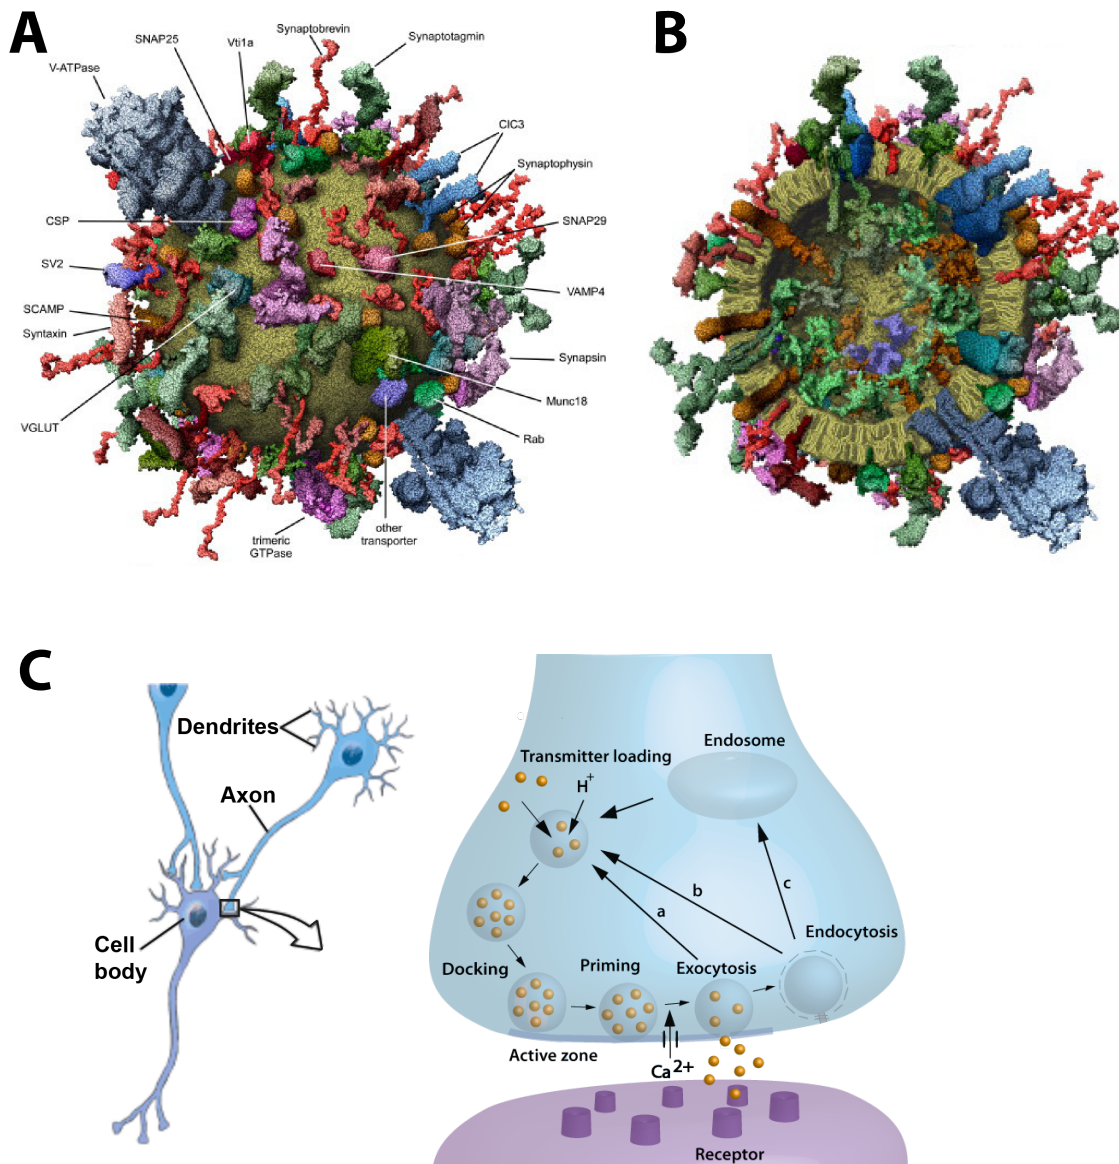 A
B
SNAP25
Vti1a
Synaptobrevin
Synaptotagmin
V-ATPase
ClC3
Synaptophysin
CSP
SNAP29
SV2
VAMP4
SCAMP
Syntaxin
Synapsin
Munc18
VGLUT
Rab
other
transporter
trimeric
GTPase
C
Dendrites
Axon
Cell
body
Transmitter loading
H+
Endosome
b
c
a
Endocytosis
Docking
Priming
Exocytosis
Active zone
Ca2+
Receptor